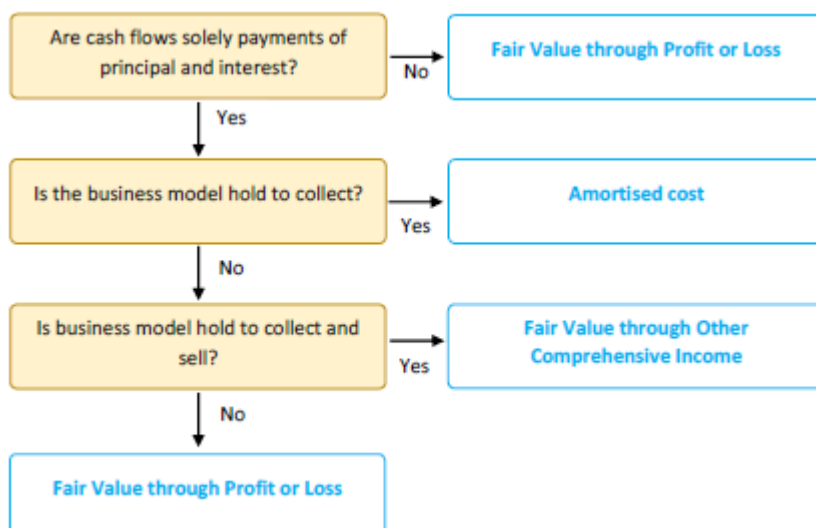 Are cash flows solely payments of
principal and interest?
No
Fair Value through Profit or Loss
Yes
Is the business model hold to collect?
Yes
Amortised cost
No
Is business model hold to collect and
sell?
Yes
Fair Value through Other
Comprehensive Income
No
Fair Value through Profit or Loss